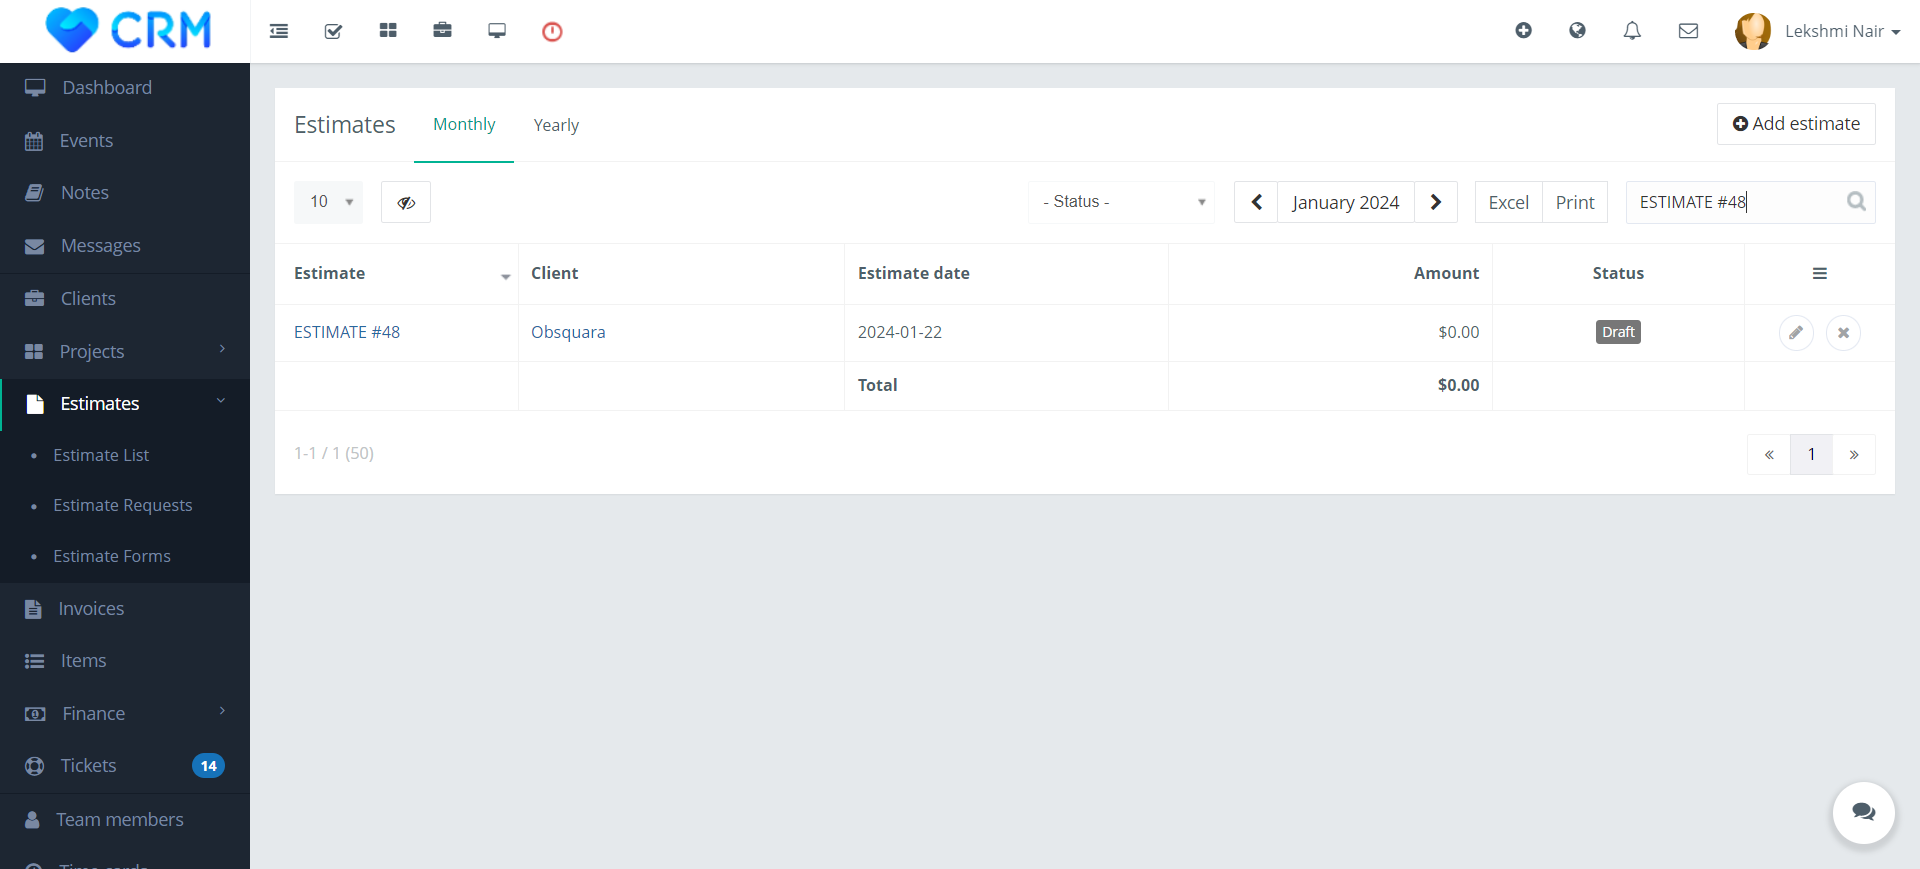 CRM
Lekshmi Nair
Dashboard
Events
Notes
Messages
Clients
Projects
Estimates
Estimate List
Estimate Requests
Estimate Forms
Invoices
Items
Finance
Tickets 14
Team members
Estimates Monthly Yearly Add estimate
10 - Status - January 2024 Excel Print ESTIMATE #48
Estimate Client Estimate date Amount Status
ESTIMATE #48 Obsquara 2024-01-22 $0.00 Draft
Total $0.00
1-1 / 1 (50) « 1 »